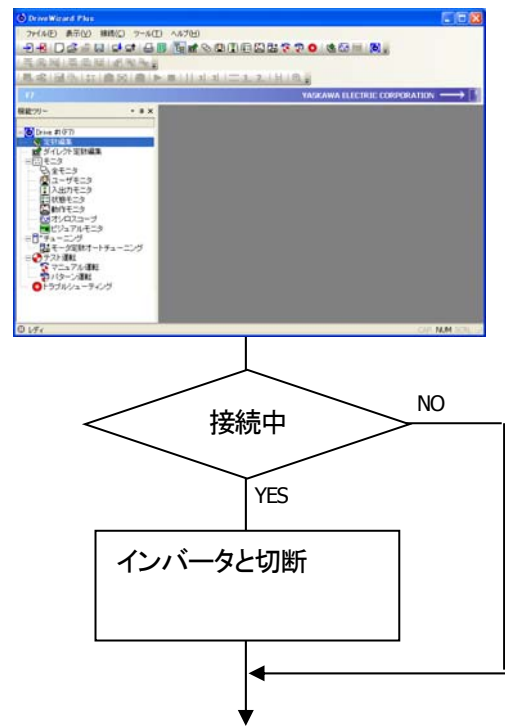 DriveWizard Plus
ファイル(F) 表示(V) 接続(C) ツール(T) ヘルプ(H)
F7
YASKAWA ELECTRIC CORPORATION
機能ツリー
Drive #1(F7)
定数編集
ダイレクト定数編集
モニタ
全モニタ
ユーザモニタ
入出力モニタ
状態モニタ
動作モニタ
オシロスコープ
ビジュアルモニタ
チューニング
モータ定数オートチューニング
テスト運転
マニュアル運転
パターン運転
トラブルシューティング
レディ
CAP NUM SCRL
接続中
NO
YES
インバータと切断